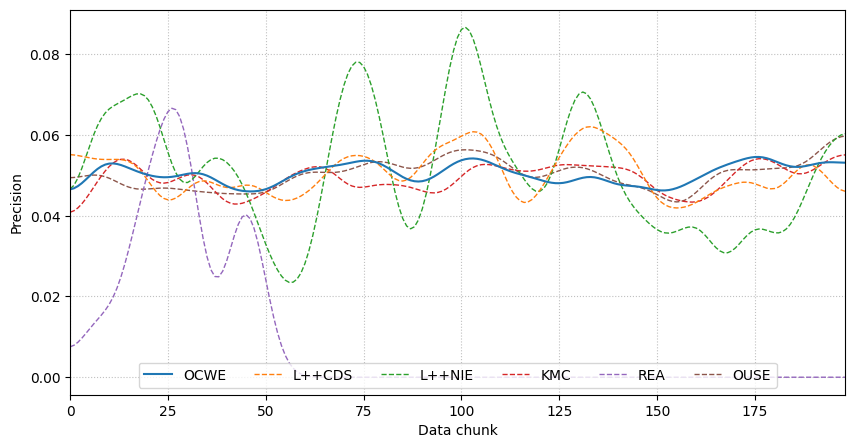 0.08
0.06
0.04
0.02
0.00
Precision
OCWE L++CDS L++NIE KMC REA OUSE
0 25 50 75 100 125 150 175
Data chunk